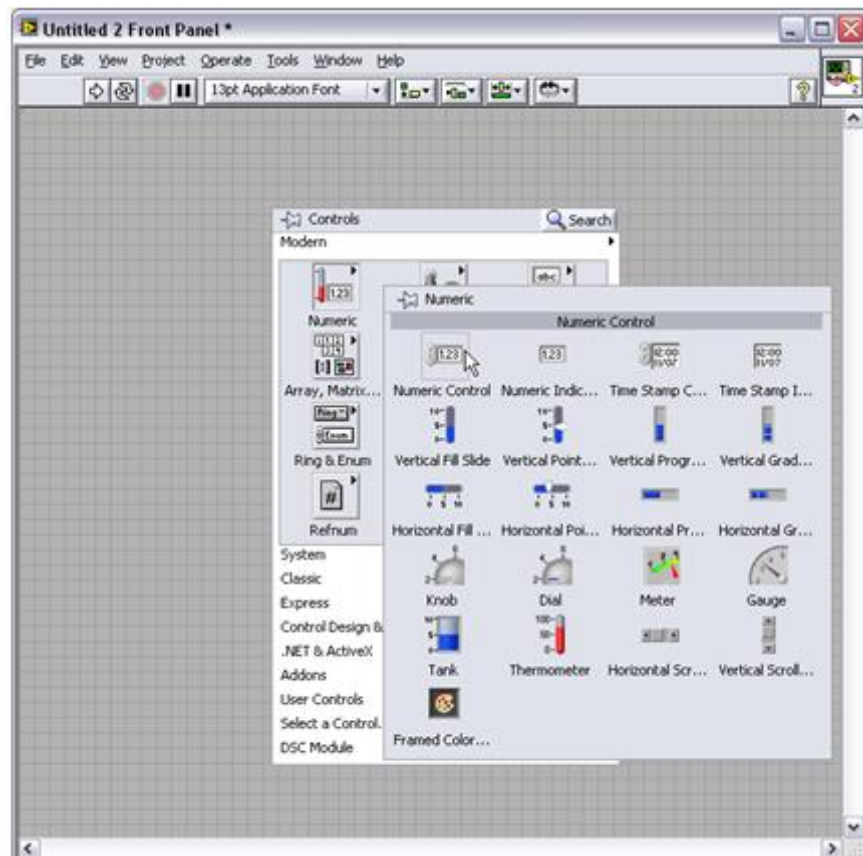 Untitled 2 Front Panel *
File Edit View Project Operate Tools Window Help
13pt Application Font
2
Controls Search
Modern
Numeric
Array, Matrix...
Ring & Enum
Refnum
System
Classic
Express
Control Design &
.NET & ActiveX
Addons
User Controls
Select a Control.
DSC Module
Numeric
Numeric Control
Numeric Control Numeric Indic... Time Stamp C... Time Stamp I...
Vertical Fill Slide Vertical Point... Vertical Progr... Vertical Grad...
Horizontal Fill ... Horizontal Poi... Horizontal Pr... Horizontal Gr...
Knob Dial Meter Gauge
Tank Thermometer Horizontal Scr... Vertical Scroll...
Framed Color...